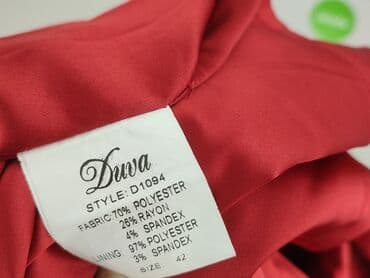 Duva
STYLE: D1094
FABRIC: 70% POLYESTER
26% RAYON
4% SPANDEX
LINING: 97% POLYESTER
3% SPANDEX
SIZE 42